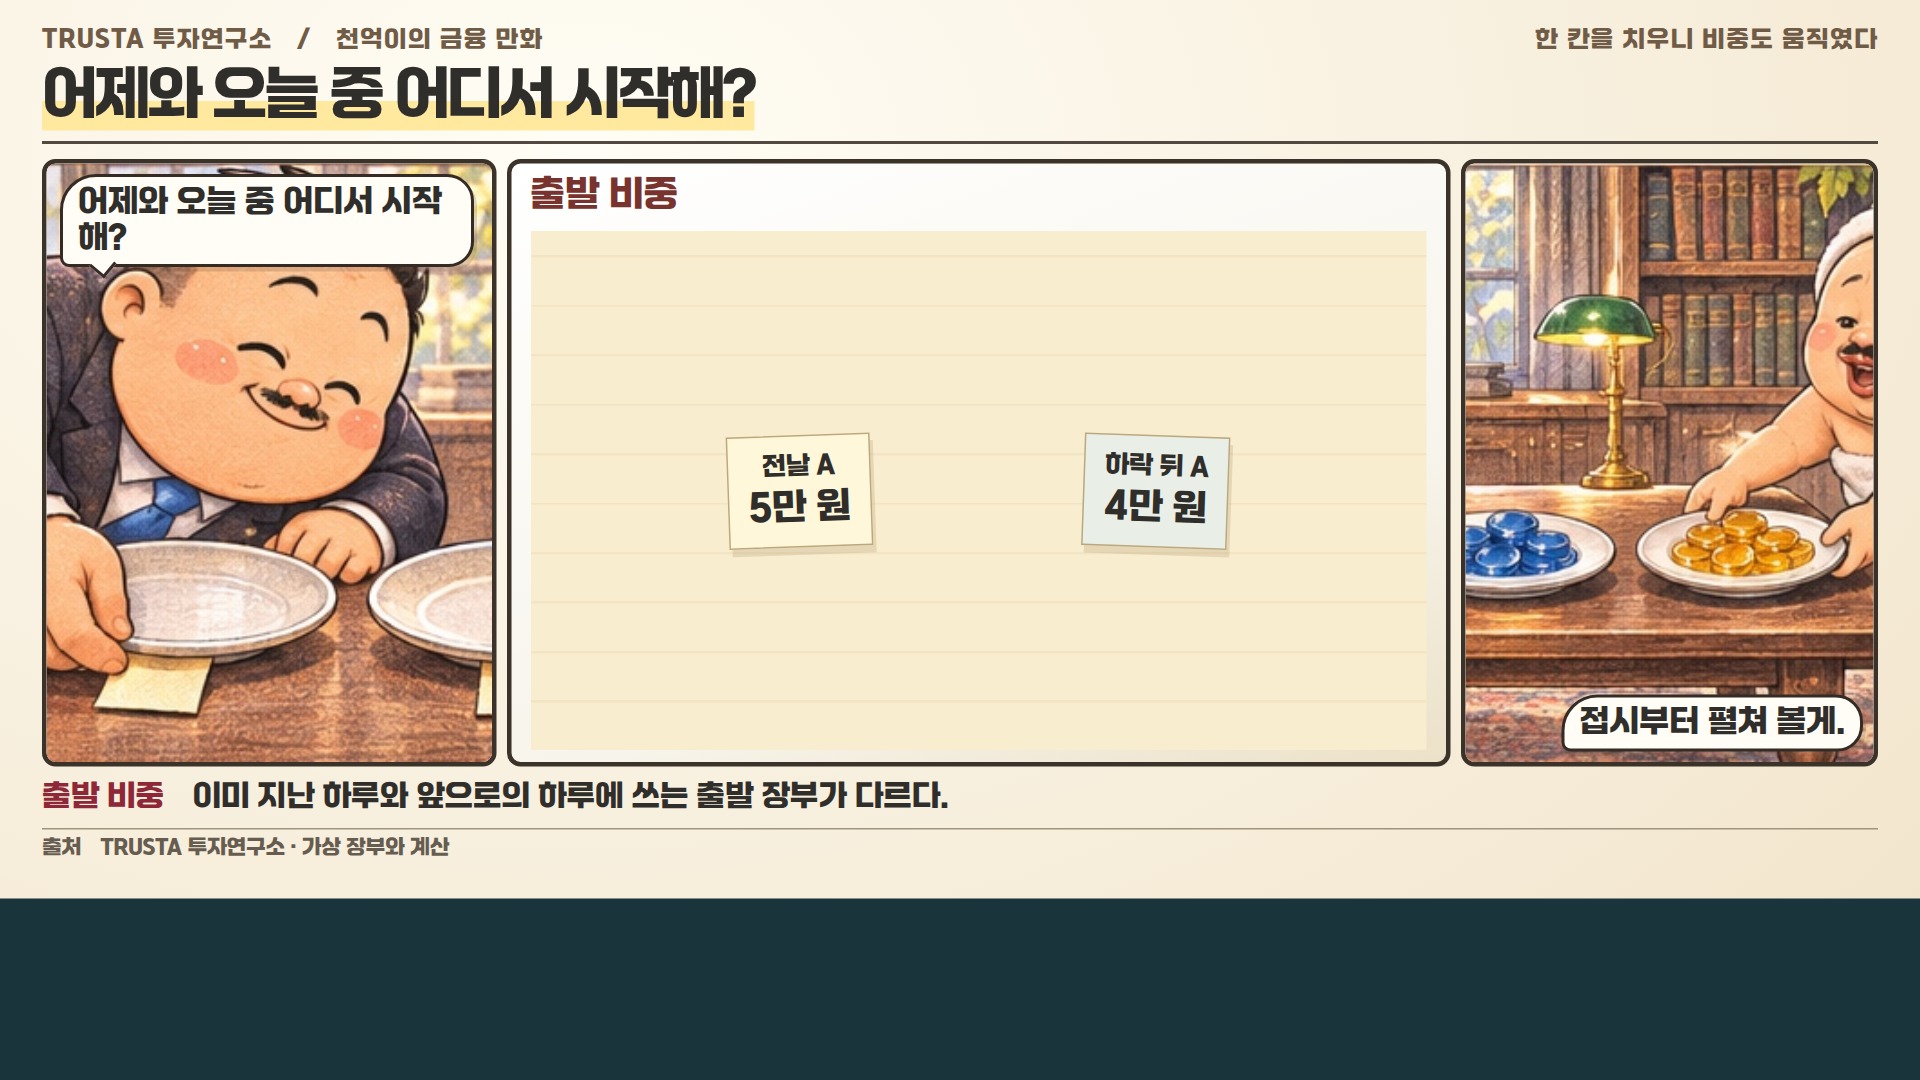 TRUSTA 투자연구소 / 천억이의 금융 만화
한 칸을 치우니 비중도 움직였다
어제와 오늘 중 어디서 시작해?
어제와 오늘 중 어디서 시작
해?
출발 비중
전날 A
5만 원
하락 뒤 A
4만 원
접시부터 펼쳐 볼게.
출발 비중 이미 지난 하루와 앞으로의 하루에 쓰는 출발 장부가 다르다.
출처 TRUSTA 투자연구소 · 가상 장부와 계산